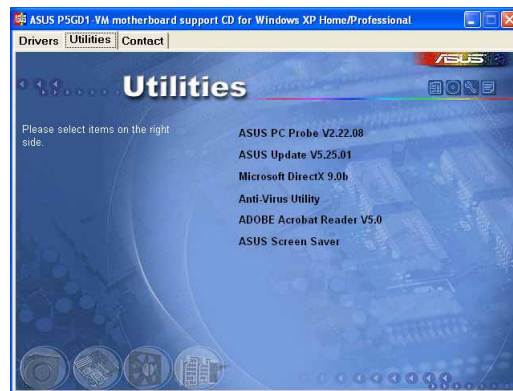 ASUS P5GD1-VM motherboard support CD for Windows XP Home/Professional
Drivers Utilities Contact
ASUS
Utilities
Please select items on the right
side.
ASUS PC Probe V2.22.08
ASUS Update V5.25.01
Microsoft DirectX 9.0b
Anti-Virus Utility
ADOBE Acrobat Reader V5.0
ASUS Screen Saver